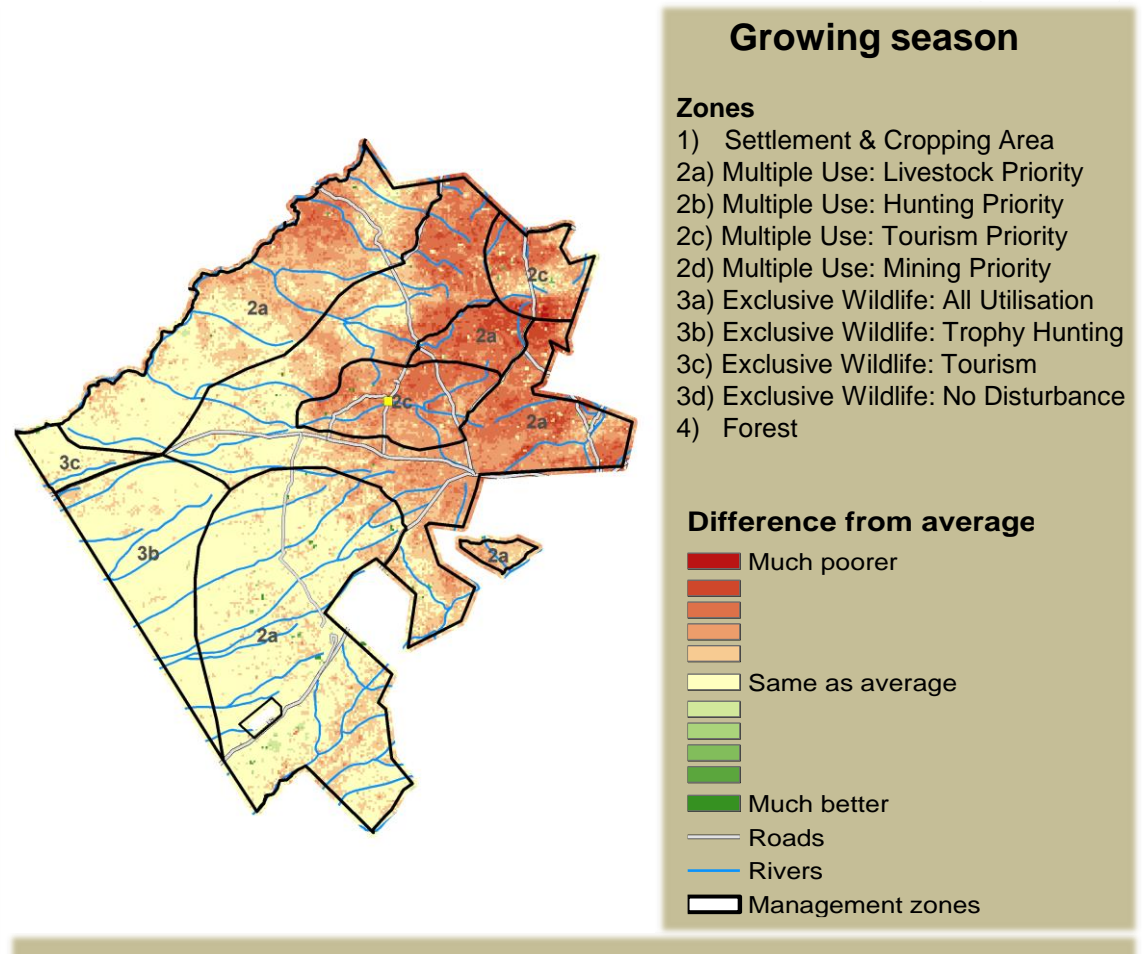 Growing season
Zones
1) Settlement & Cropping Area
2a) Multiple Use: Livestock Priority
2b) Multiple Use: Hunting Priority
2c) Multiple Use: Tourism Priority
2d) Multiple Use: Mining Priority
3a) Exclusive Wildlife: All Utilisation
3b) Exclusive Wildlife: Trophy Hunting
3c) Exclusive Wildlife: Tourism
3d) Exclusive Wildlife: No Disturbance
4) Forest
Difference from average
Much poorer
Same as average
Much better
Roads
Rivers
Management zones
2c
2a
2a
2c
2a
3c
3b
2a
2a